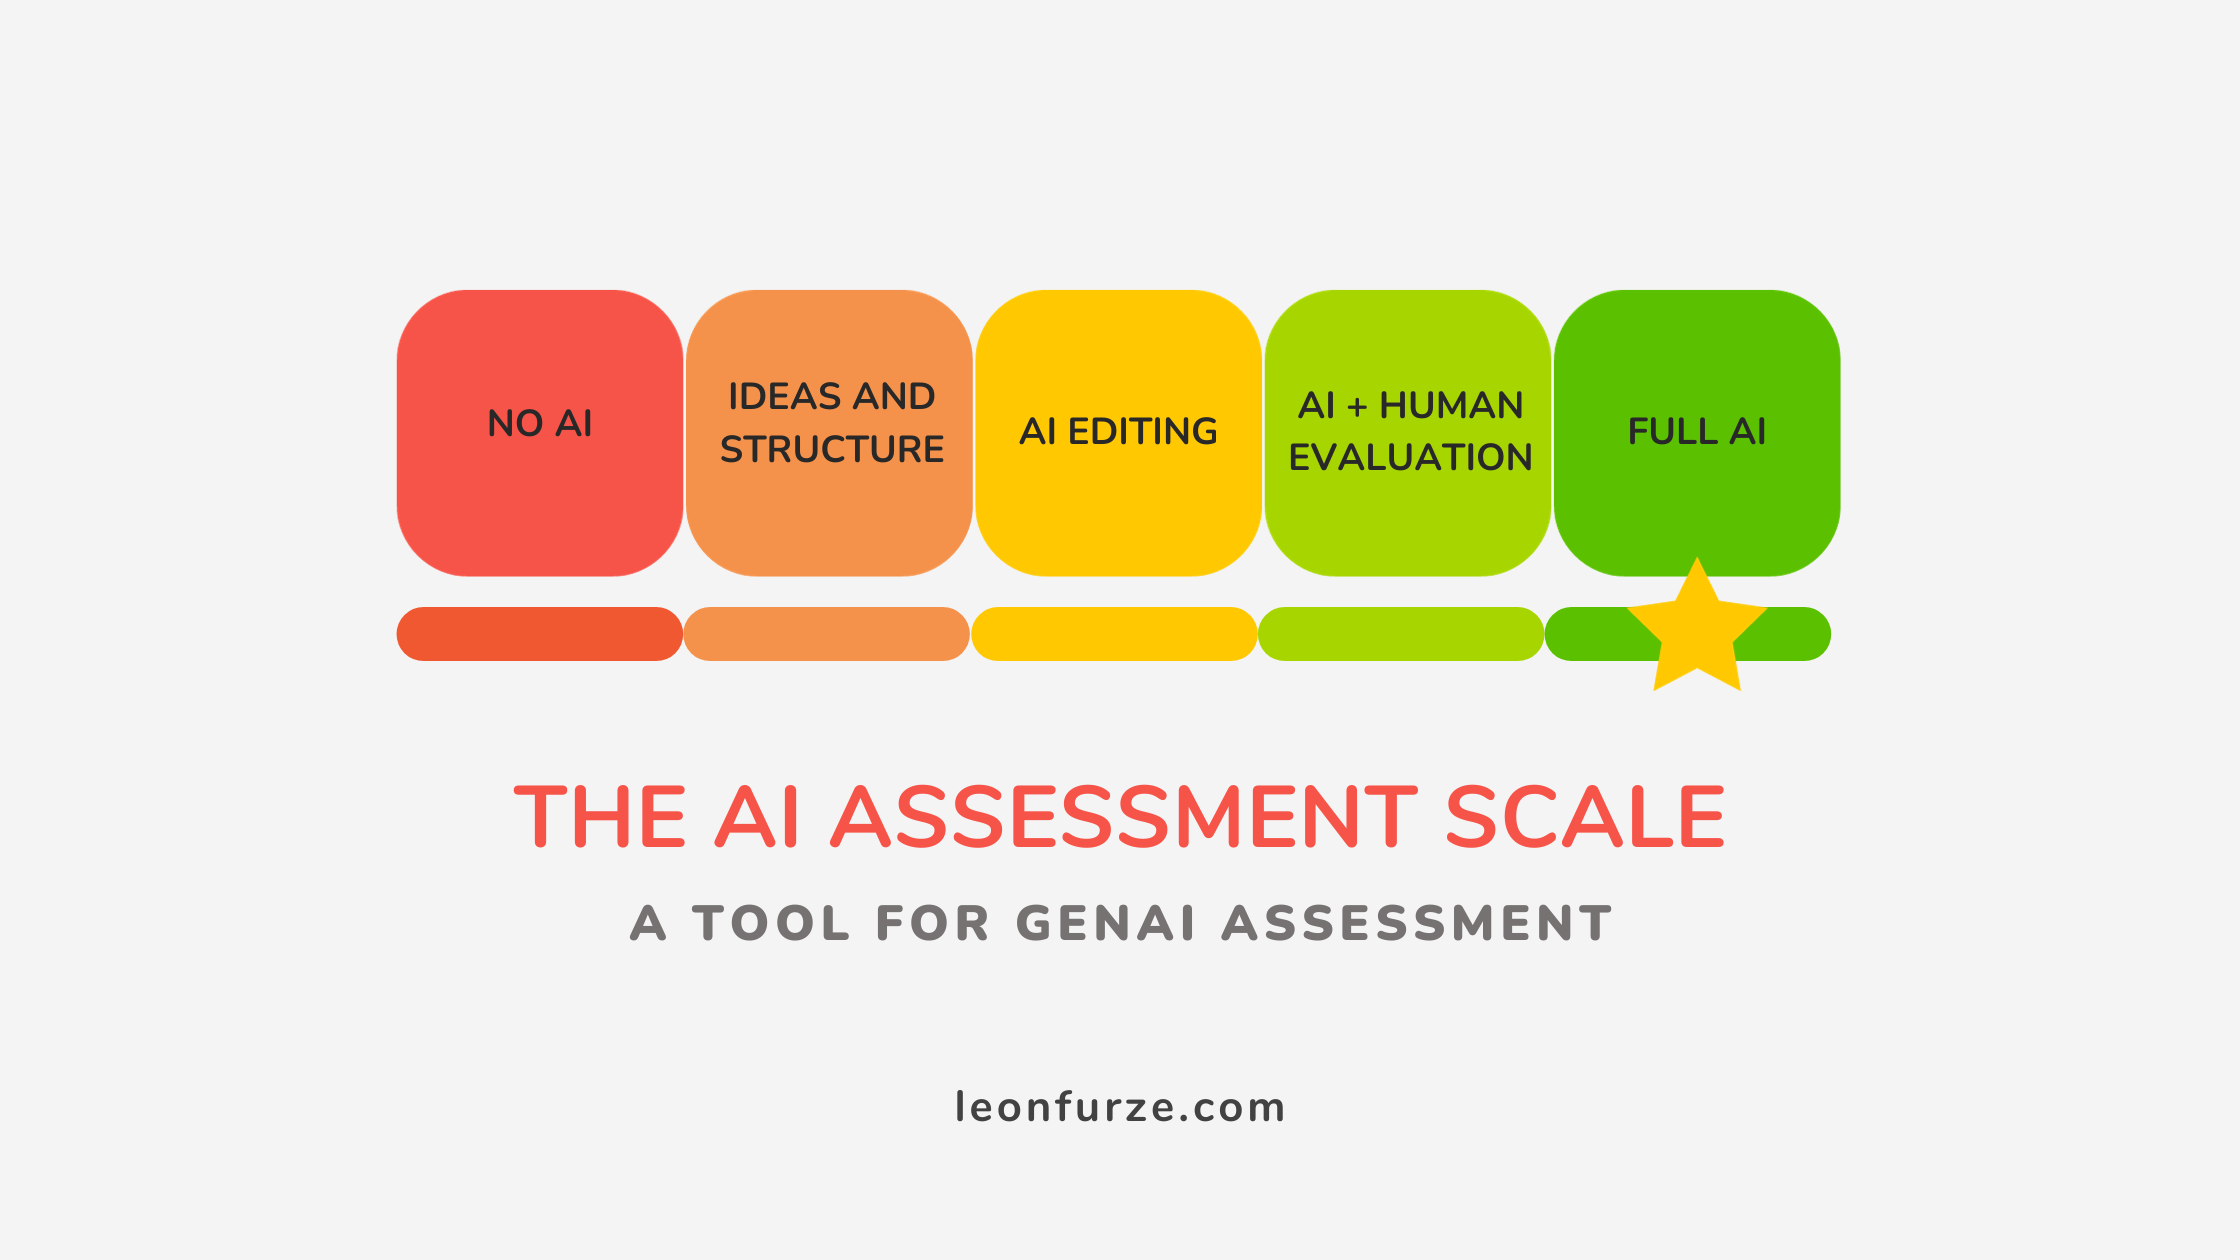 NO AI
IDEAS AND
STRUCTURE
AI EDITING
AI + HUMAN
EVALUATION
FULL AI
THE AI ASSESSMENT SCALE
A TOOL FOR GENAI ASSESSMENT
leonfurze.com